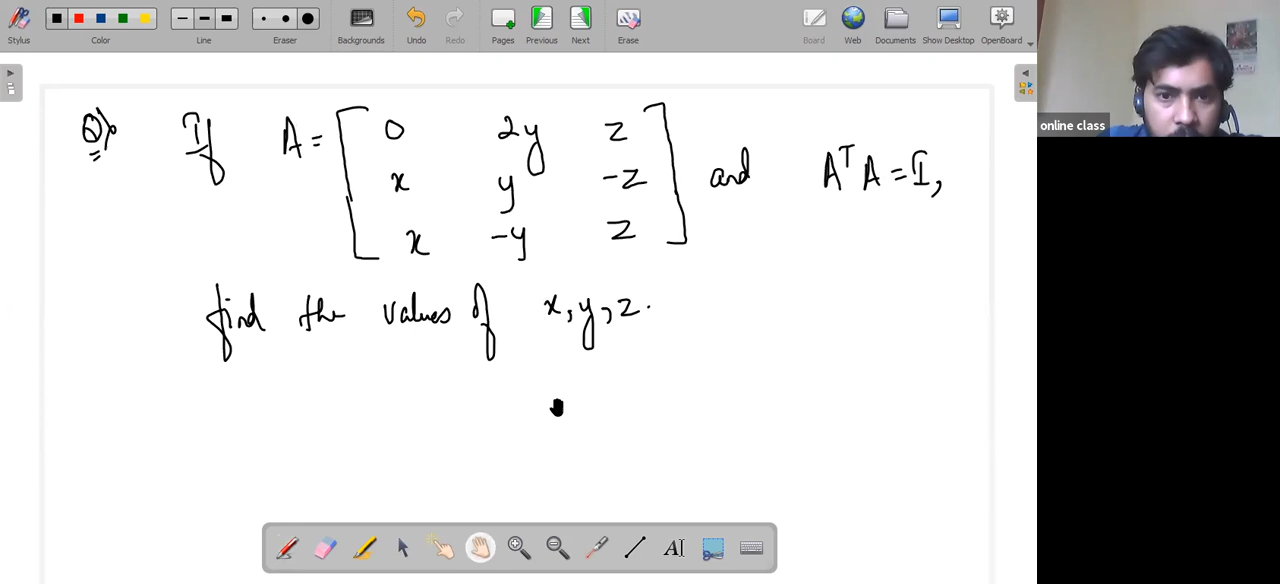 Stylus Color Line Eraser Backgrounds Undo Redo Pages Previous Next Erase Board Web Documents Show Desktop OpenBoard
online class
Q) If A = [ 0 2y z
x y -z
x -y z ] and AᵀA = I,
find the values of x, y, z.